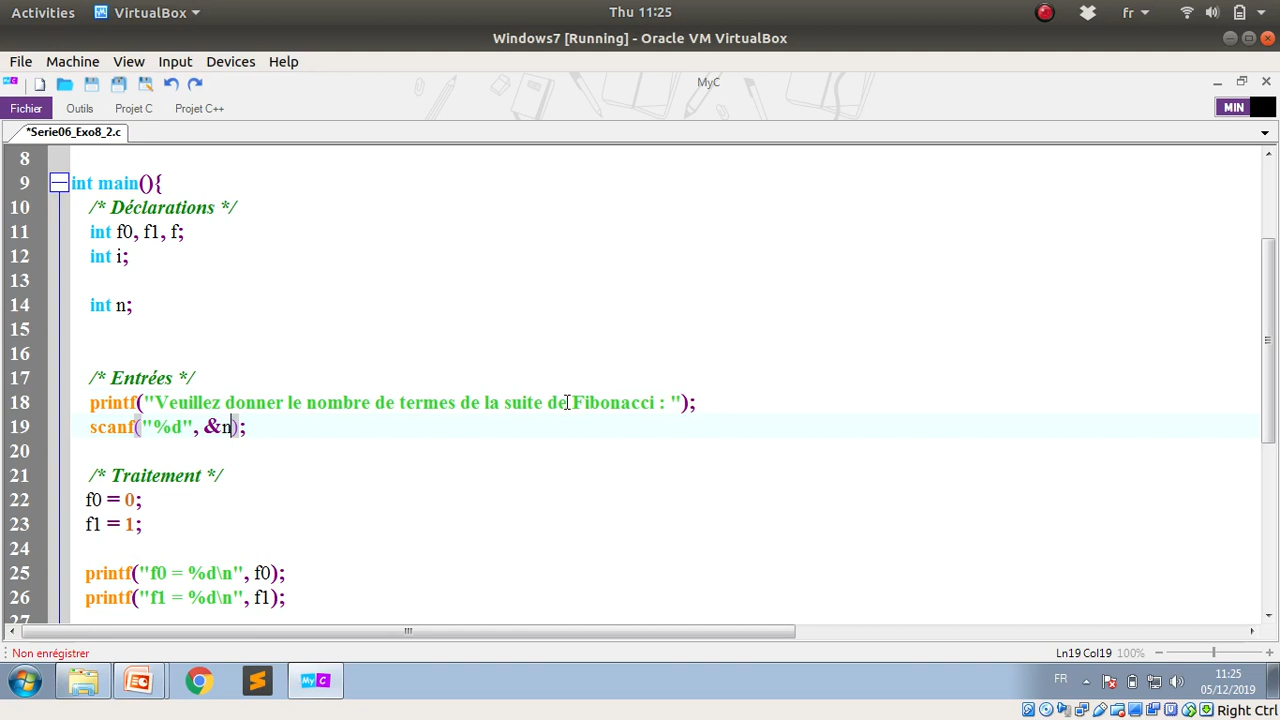 Activities VirtualBox Thu 11:25 fr
Windows7 [Running] - Oracle VM VirtualBox
File Machine View Input Devices Help
MyC
Fichier Outils Projet C Projet C++ MIN
*Serie06_Exo8_2.c
8
9 int main(){
10 /* Déclarations */
11 int f0, f1, f;
12 int i;
13
14 int n;
15
16
17 /* Entrées */
18 printf("Veuillez donner le nombre de termes de la suite de Fibonacci : ");
19 scanf("%d", &n);
20
21 /* Traitement */
22 f0 = 0;
23 f1 = 1;
24
25 printf("f0 = %d\n", f0);
26 printf("f1 = %d\n", f1);
27
Non enregistrer Ln19 Col19 100%
FR 11:25
05/12/2019
Right Ctrl